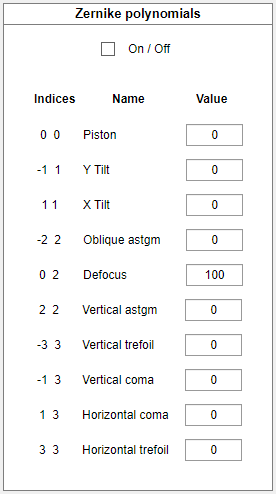 Zernike polynomials
On / Off
Indices Name Value
0 0 Piston 0
-1 1 Y Tilt 0
1 1 X Tilt 0
-2 2 Oblique astgm 0
0 2 Defocus 100
2 2 Vertical astgm 0
-3 3 Vertical trefoil 0
-1 3 Vertical coma 0
1 3 Horizontal coma 0
3 3 Horizontal trefoil 0